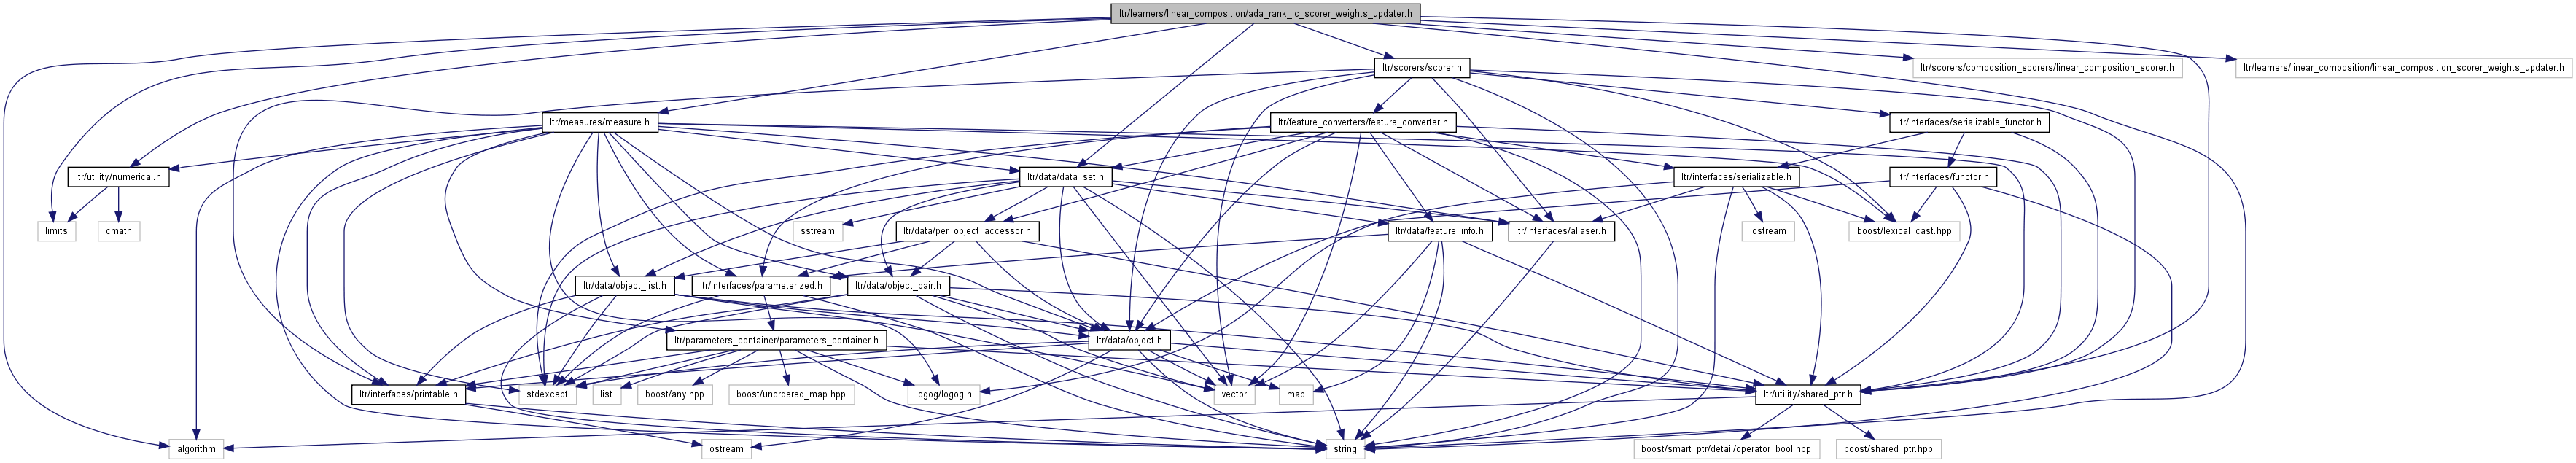 ltr/learners/linear_composition/ada_rank_lc_scorer_weights_updater.h
ltr/scorers/scorer.h
ltr/scorers/composition_scorers/linear_composition_scorer.h
ltr/learners/linear_composition/linear_composition_scorer_weights_updater.h
ltr/measures/measure.h
ltr/feature_converters/feature_converter.h
ltr/interfaces/serializable_functor.h
ltr/utility/numerical.h
ltr/data/data_set.h
ltr/interfaces/serializable.h
ltr/interfaces/functor.h
limits
cmath
sstream
ltr/data/per_object_accessor.h
ltr/data/feature_info.h
ltr/interfaces/aliaser.h
iostream
boost/lexical_cast.hpp
ltr/data/object_list.h
ltr/interfaces/parameterized.h
ltr/data/object_pair.h
ltr/parameters_container/parameters_container.h
ltr/data/object.h
ltr/interfaces/printable.h
stdexcept
list
boost/any.hpp
boost/unordered_map.hpp
logog/logog.h
vector
map
ltr/utility/shared_ptr.h
algorithm
ostream
string
boost/smart_ptr/detail/operator_bool.hpp
boost/shared_ptr.hpp